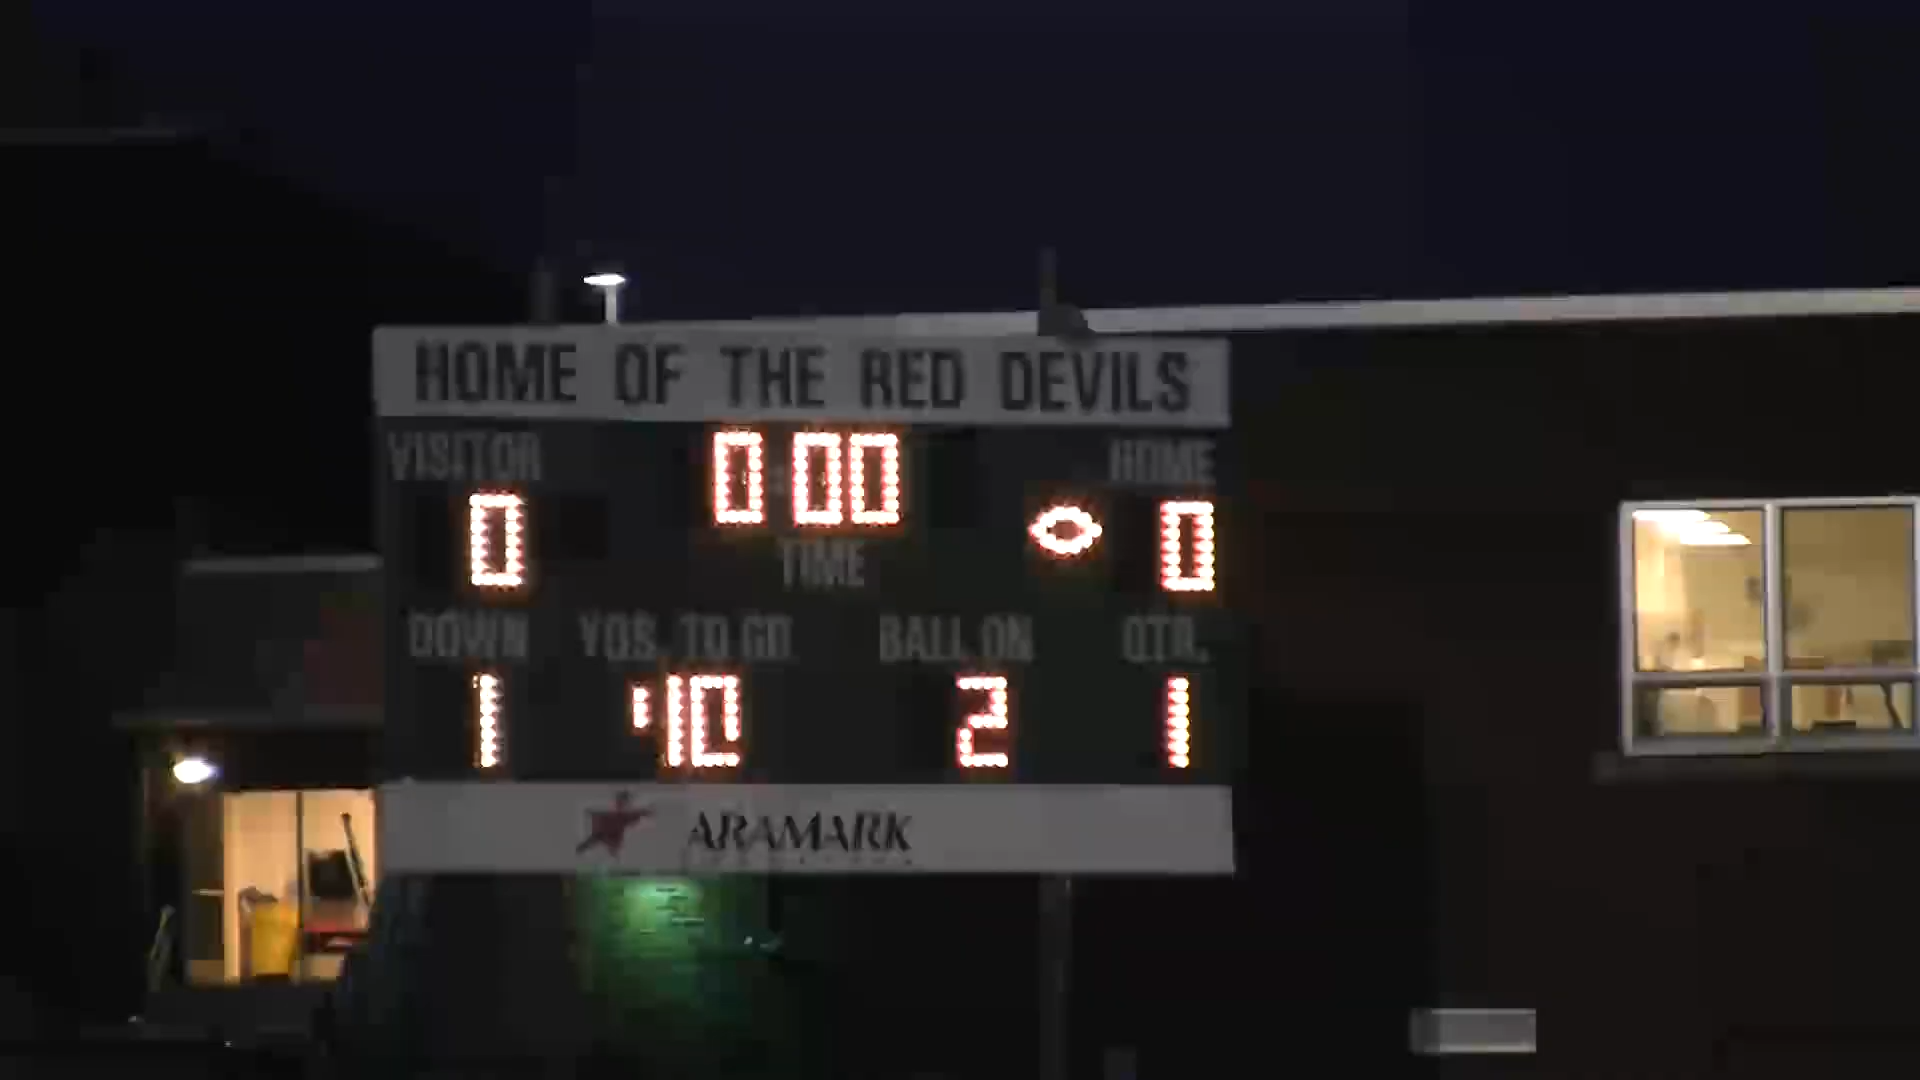 HOME OF THE RED DEVILS
VISITOR 0:00 HOME
0 TIME 0
DOWN YDS. TO GO BALL ON QTR.
1 10 2 1
ARAMARK